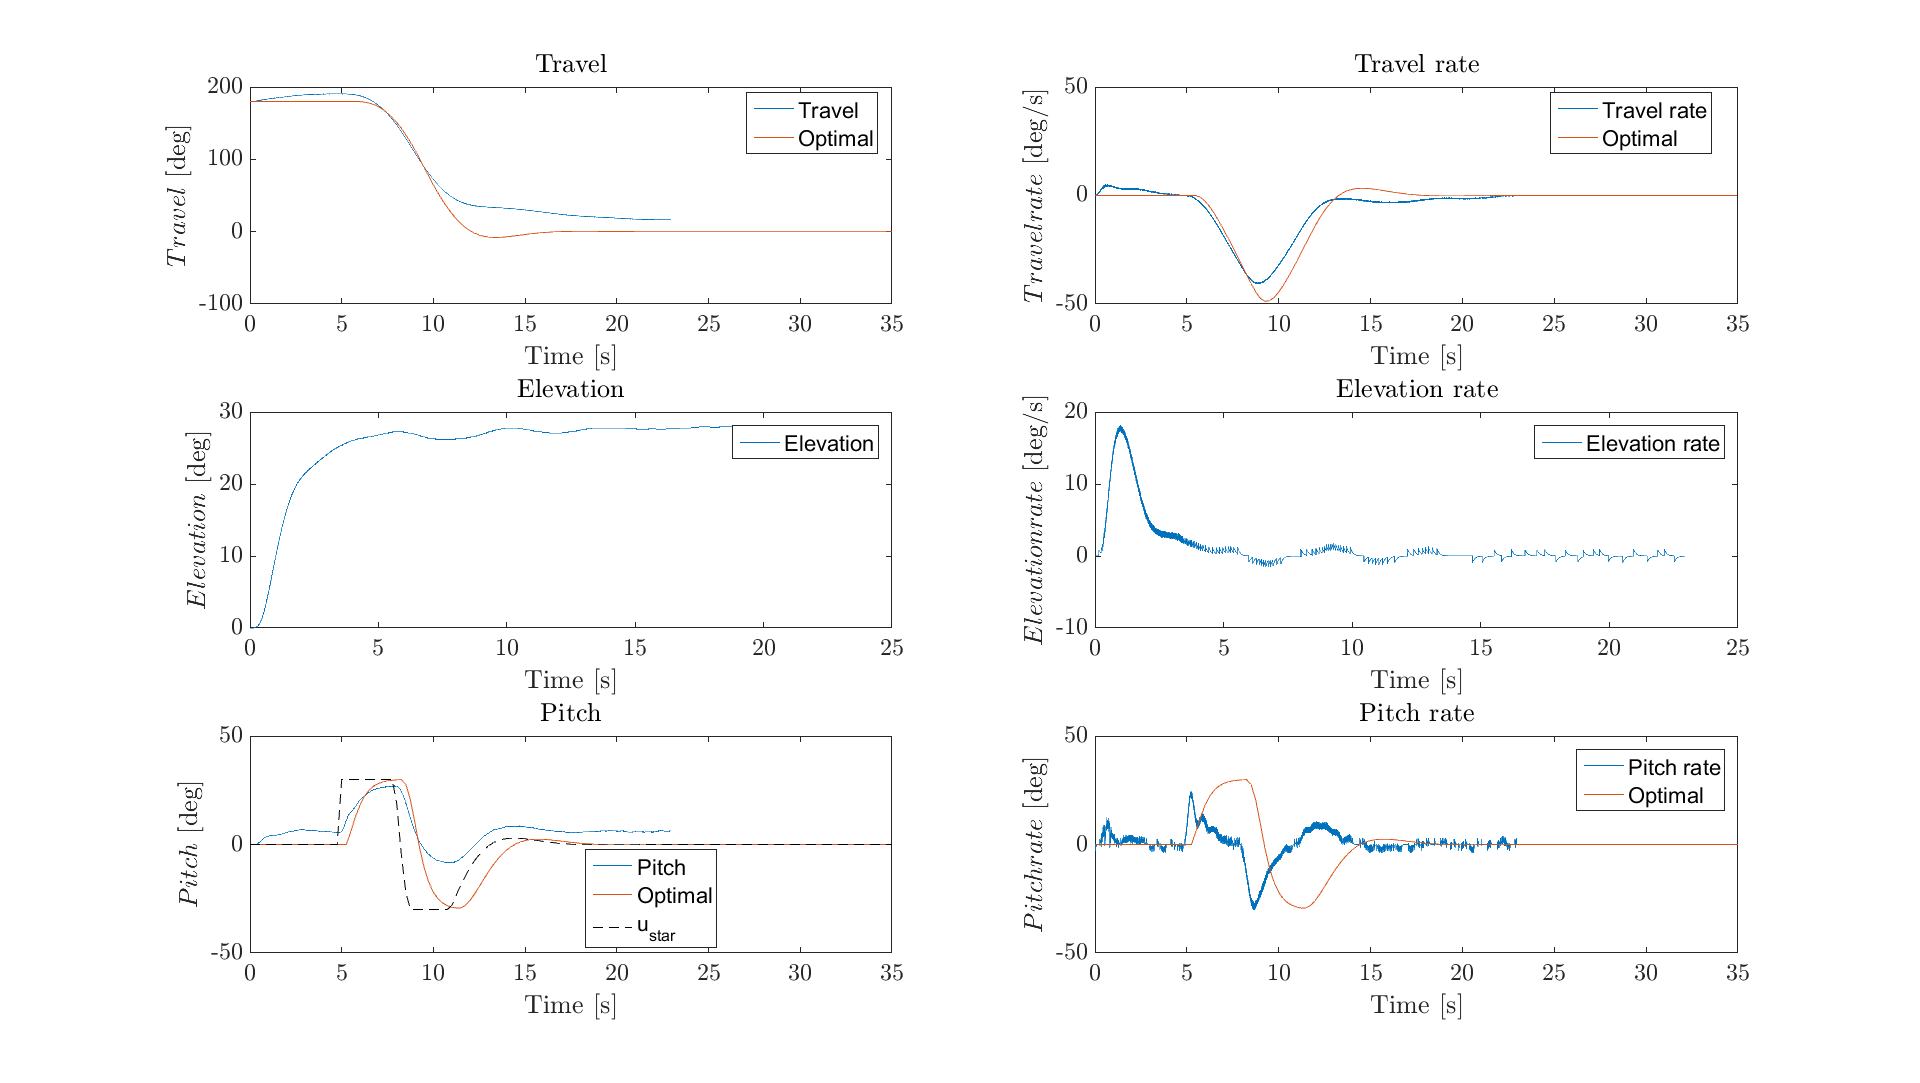 Travel
200
100
0
-100
Travel [deg]
Travel
Optimal
0 5 10 15 20 25 30 35
Time [s]
Travel rate
50
0
-50
Travelrate [deg/s]
Travel rate
Optimal
0 5 10 15 20 25 30 35
Time [s]
Elevation
30
20
10
0
Elevation [deg]
Elevation
0 5 10 15 20 25
Time [s]
Elevation rate
20
10
0
-10
Elevationrate [deg/s]
Elevation rate
0 5 10 15 20 25
Time [s]
Pitch
50
0
-50
Pitch [deg]
Pitch
Optimal
u_star
0 5 10 15 20 25 30 35
Time [s]
Pitch rate
50
0
-50
Pitchrate [deg]
Pitch rate
Optimal
0 5 10 15 20 25 30 35
Time [s]